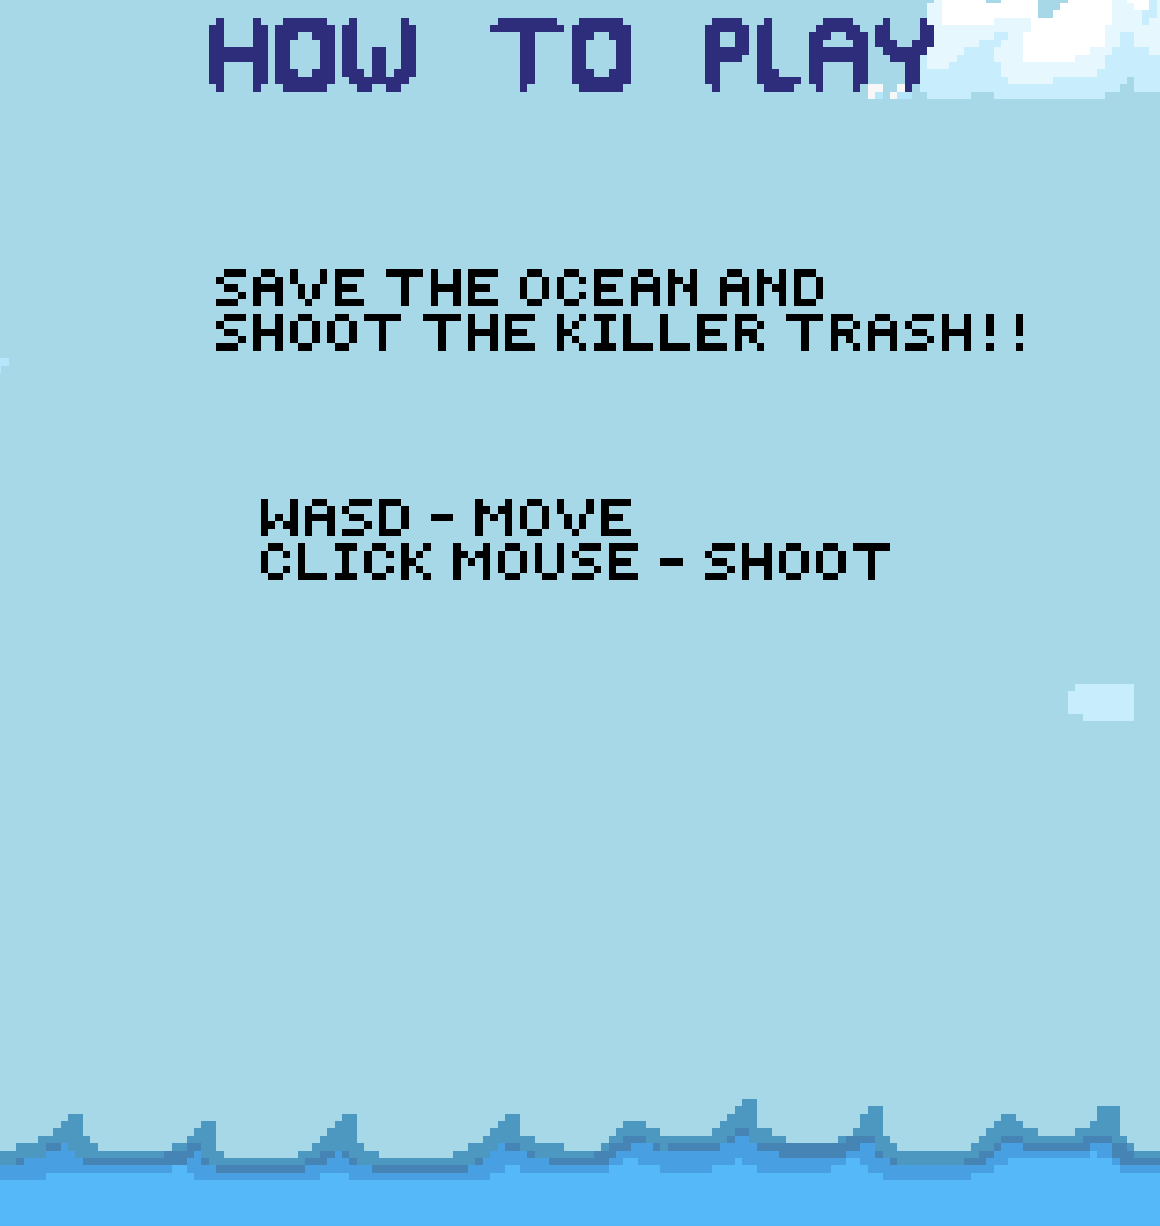 HOW TO PLAY
SAVE THE OCEAN AND
SHOOT THE KILLER TRASH!!
WASD - MOVE
CLICK MOUSE - SHOOT